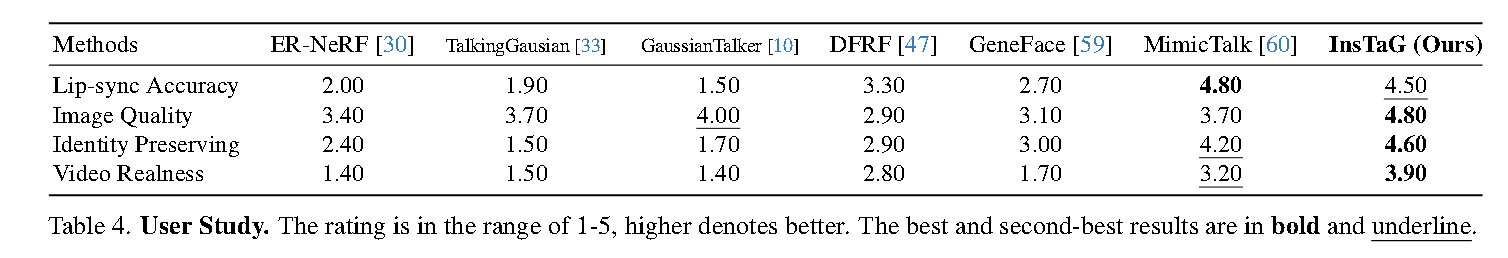 Methods ER-NeRF [30] TalkingGausian [33] GaussianTalker [10] DFRF [47] GeneFace [59] MimicTalk [60] InsTaG (Ours)
Lip-sync Accuracy 2.00 1.90 1.50 3.30 2.70 4.80 4.50
Image Quality 3.40 3.70 4.00 2.90 3.10 3.70 4.80
Identity Preserving 2.40 1.50 1.70 2.90 3.00 4.20 4.60
Video Realness 1.40 1.50 1.40 2.80 1.70 3.20 3.90
Table 4. User Study. The rating is in the range of 1-5, higher denotes better. The best and second-best results are in bold and underline.